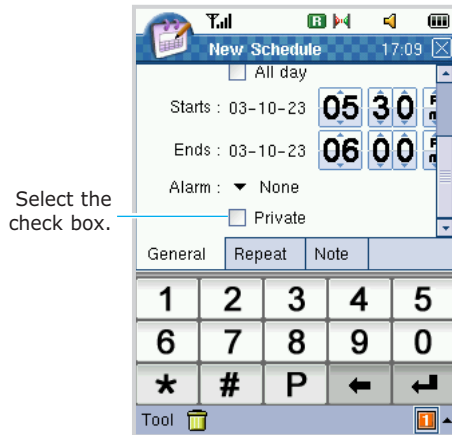 R
New Schedule 17:09
All day
Starts : 03-10-23 05 30
Ends : 03-10-23 06 00
Alarm : None
Select the
check box.
Private
General Repeat Note
1 2 3 4 5
6 7 8 9 0
* # P
Tool 1